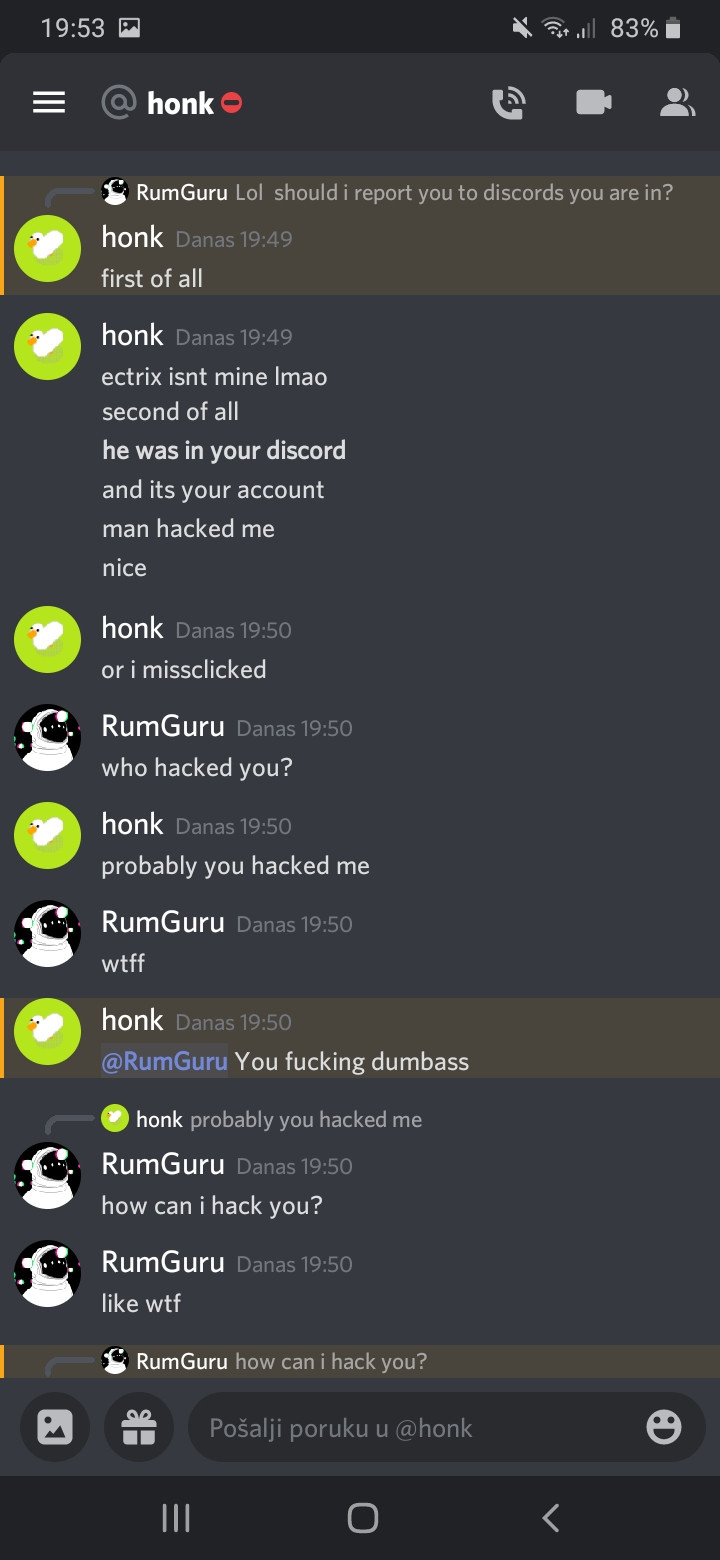 19:53 83%
@ honk
RumGuru Lol should i report you to discords you are in?
honk Danas 19:49
first of all
honk Danas 19:49
ectrix isnt mine lmao
second of all
he was in your discord
and its your account
man hacked me
nice
honk Danas 19:50
or i missclicked
RumGuru Danas 19:50
who hacked you?
honk Danas 19:50
probably you hacked me
RumGuru Danas 19:50
wtff
honk Danas 19:50
@RumGuru You fucking dumbass
honk probably you hacked me
RumGuru Danas 19:50
how can i hack you?
RumGuru Danas 19:50
like wtf
RumGuru how can i hack you?
Pošalji poruku u @honk